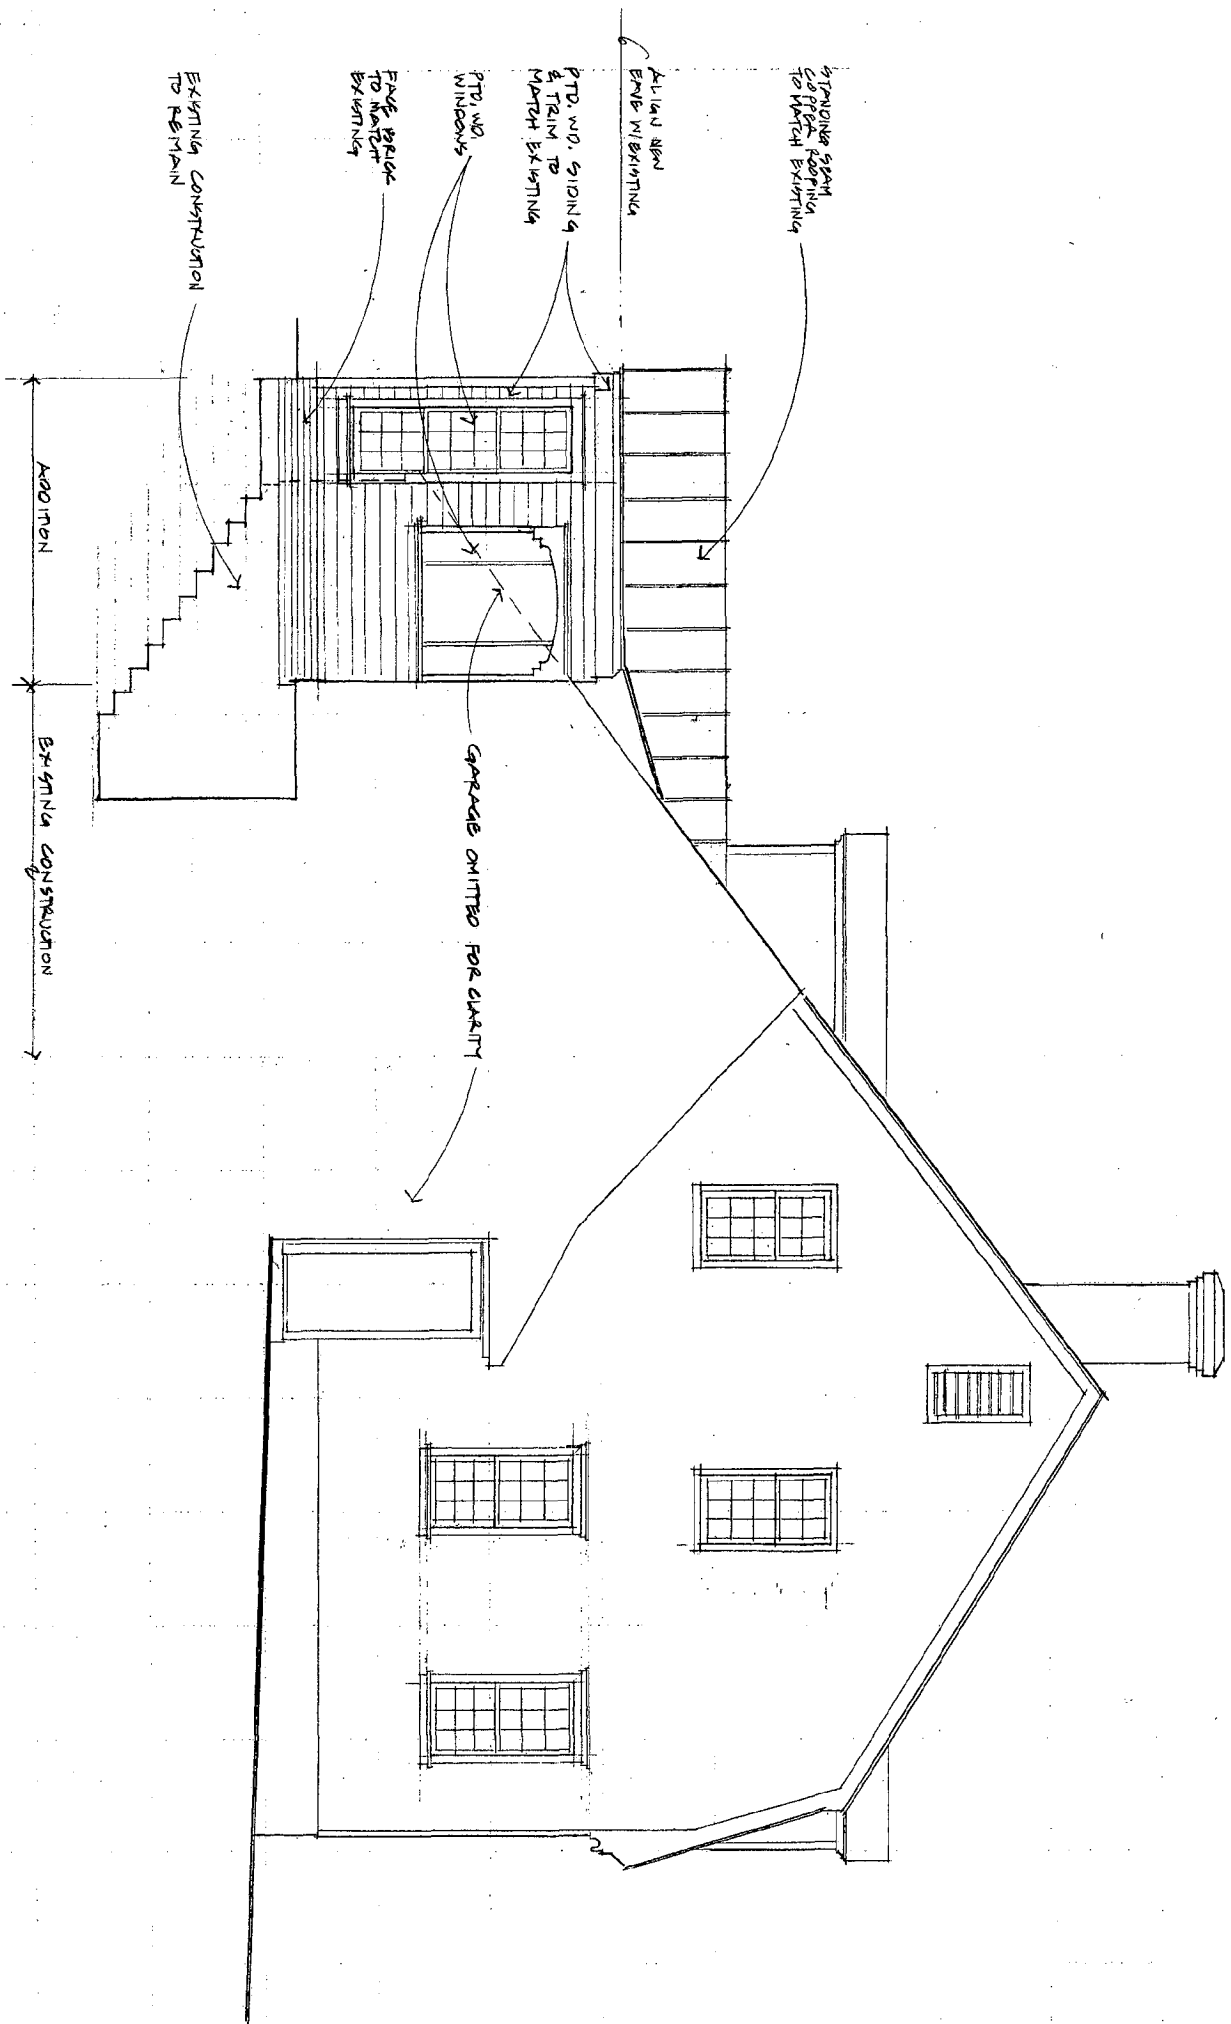 STANDING SEAM
COPPER ROOFING
TO MATCH EXISTING
ALIGN NEW
EAVE W/EXISTING
PTD. WD. SIDING
& TRIM TO
MATCH EXISTING
PTD. WD.
WINDOWS
FACE BRICK
TO MATCH
EXISTING
EXISTING CONSTRUCTION
TO REMAIN
GARAGE OMITTED FOR CLARITY
ADDITION
EXISTING CONSTRUCTION